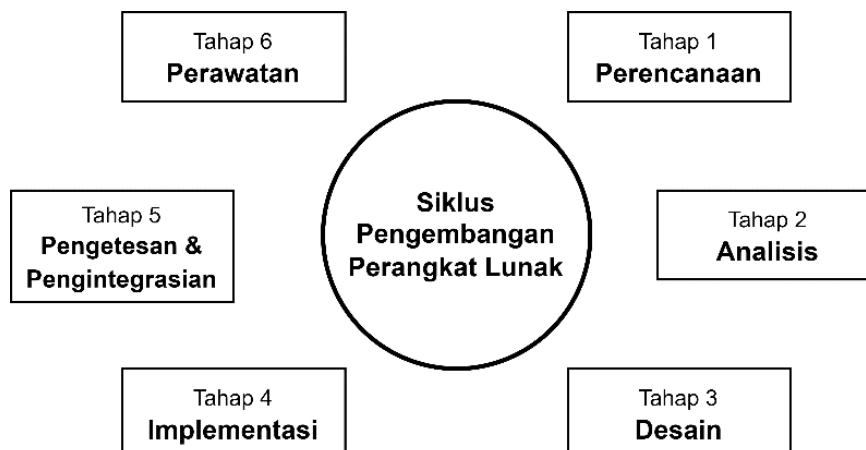 Tahap 6
Perawatan
Tahap 1
Perencanaan
Siklus
Pengembangan
Perangkat Lunak
Tahap 5
Pengetesan &
Pengintegrasian
Tahap 2
Analisis
Tahap 4
Implementasi
Tahap 3
Desain